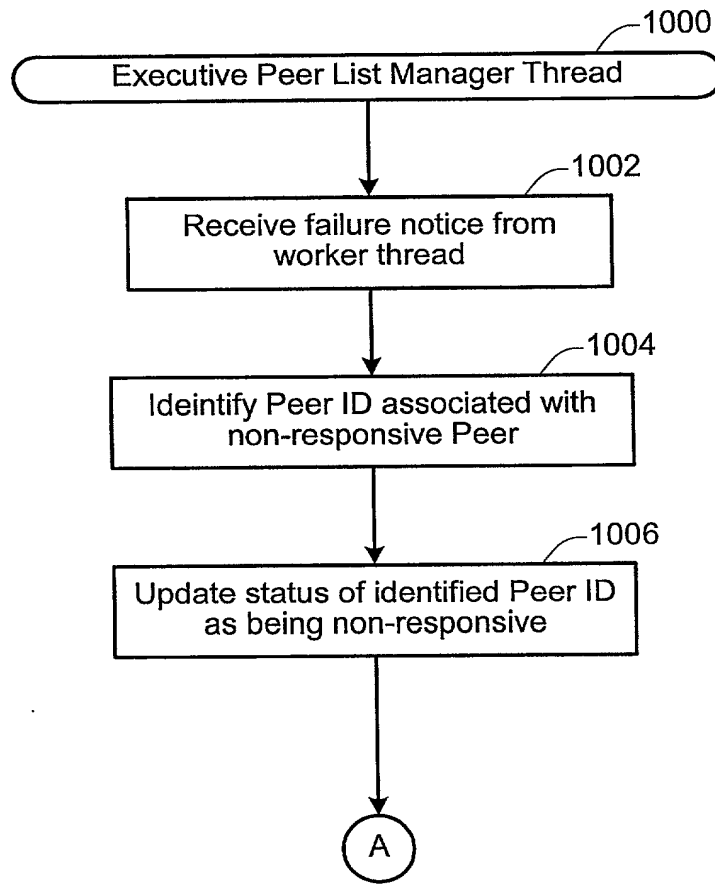 1000
Executive Peer List Manager Thread
1002
Receive failure notice from
worker thread
1004
Ideintify Peer ID associated with
non-responsive Peer
1006
Update status of identified Peer ID
as being non-responsive
A